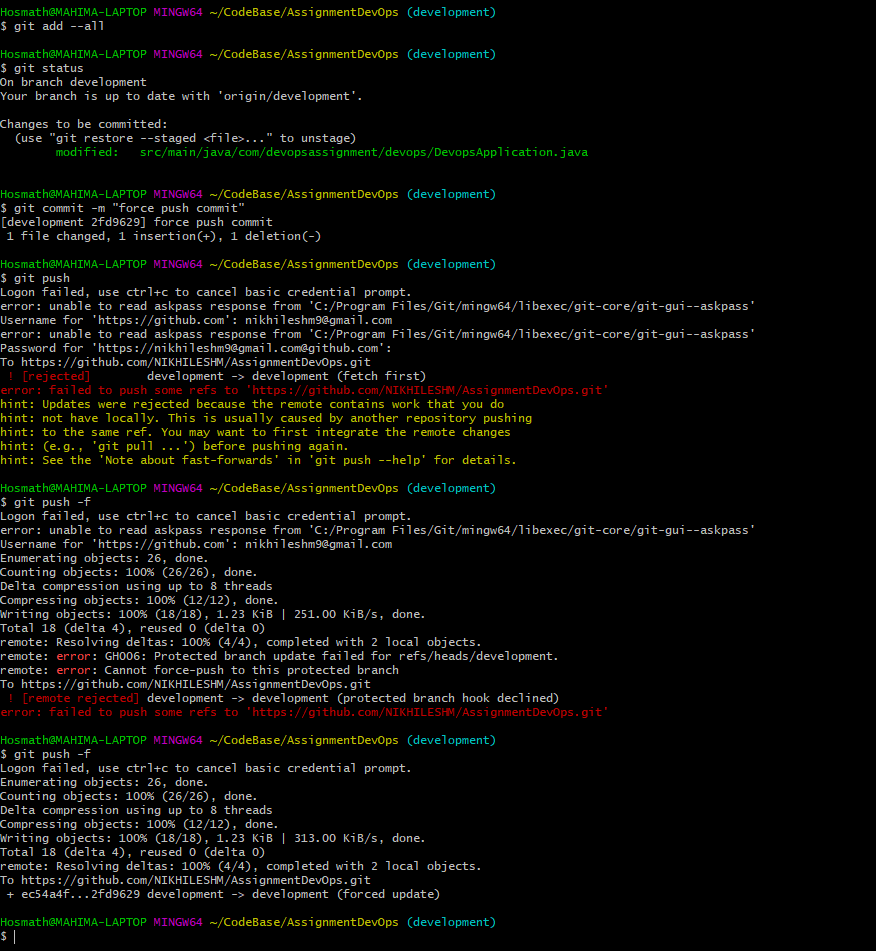 Hosmath@MAHIMA-LAPTOP MINGW64 ~/CodeBase/AssignmentDevOps (development)
$ git add --all

Hosmath@MAHIMA-LAPTOP MINGW64 ~/CodeBase/AssignmentDevOps (development)
$ git status
On branch development
Your branch is up to date with 'origin/development'.

Changes to be committed:
  (use "git restore --staged <file>..." to unstage)
        modified:   src/main/java/com/devopsassignment/devops/DevopsApplication.java


Hosmath@MAHIMA-LAPTOP MINGW64 ~/CodeBase/AssignmentDevOps (development)
$ git commit -m "force push commit"
[development 2fd9629] force push commit
 1 file changed, 1 insertion(+), 1 deletion(-)

Hosmath@MAHIMA-LAPTOP MINGW64 ~/CodeBase/AssignmentDevOps (development)
$ git push
Logon failed, use ctrl+c to cancel basic credential prompt.
error: unable to read askpass response from 'C:/Program Files/Git/mingw64/libexec/git-core/git-gui--askpass'
Username for 'https://github.com': nikhileshm9@gmail.com
error: unable to read askpass response from 'C:/Program Files/Git/mingw64/libexec/git-core/git-gui--askpass'
Password for 'https://nikhileshm9@gmail.com@github.com':
To https://github.com/NIKHILESHM/AssignmentDevOps.git
 ! [rejected]        development -> development (fetch first)
error: failed to push some refs to 'https://github.com/NIKHILESHM/AssignmentDevOps.git'
hint: Updates were rejected because the remote contains work that you do
hint: not have locally. This is usually caused by another repository pushing
hint: to the same ref. You may want to first integrate the remote changes
hint: (e.g., 'git pull ...') before pushing again.
hint: See the 'Note about fast-forwards' in 'git push --help' for details.

Hosmath@MAHIMA-LAPTOP MINGW64 ~/CodeBase/AssignmentDevOps (development)
$ git push -f
Logon failed, use ctrl+c to cancel basic credential prompt.
error: unable to read askpass response from 'C:/Program Files/Git/mingw64/libexec/git-core/git-gui--askpass'
Username for 'https://github.com': nikhileshm9@gmail.com
Enumerating objects: 26, done.
Counting objects: 100% (26/26), done.
Delta compression using up to 8 threads
Compressing objects: 100% (12/12), done.
Writing objects: 100% (18/18), 1.23 KiB | 251.00 KiB/s, done.
Total 18 (delta 4), reused 0 (delta 0)
remote: Resolving deltas: 100% (4/4), completed with 2 local objects.
remote: error: GH006: Protected branch update failed for refs/heads/development.
remote: error: Cannot force-push to this protected branch
To https://github.com/NIKHILESHM/AssignmentDevOps.git
 ! [remote rejected] development -> development (protected branch hook declined)
error: failed to push some refs to 'https://github.com/NIKHILESHM/AssignmentDevOps.git'

Hosmath@MAHIMA-LAPTOP MINGW64 ~/CodeBase/AssignmentDevOps (development)
$ git push -f
Logon failed, use ctrl+c to cancel basic credential prompt.
Enumerating objects: 26, done.
Counting objects: 100% (26/26), done.
Delta compression using up to 8 threads
Compressing objects: 100% (12/12), done.
Writing objects: 100% (18/18), 1.23 KiB | 313.00 KiB/s, done.
Total 18 (delta 4), reused 0 (delta 0)
remote: Resolving deltas: 100% (4/4), completed with 2 local objects.
To https://github.com/NIKHILESHM/AssignmentDevOps.git
 + ec54a4f...2fd9629 development -> development (forced update)

Hosmath@MAHIMA-LAPTOP MINGW64 ~/CodeBase/AssignmentDevOps (development)
$